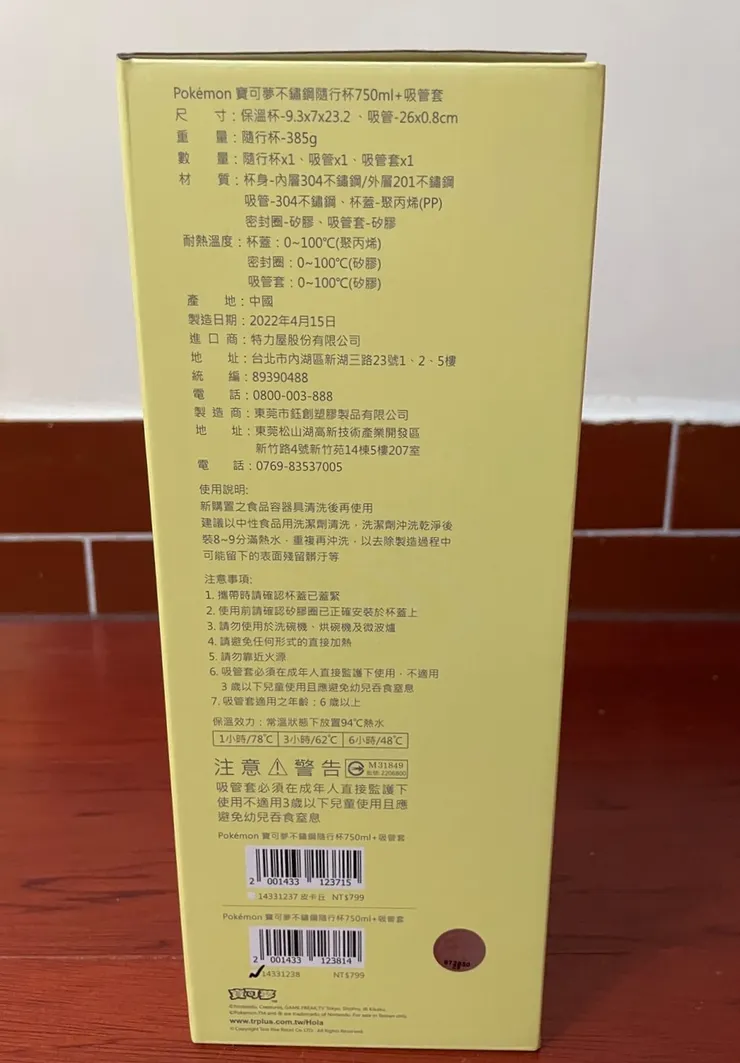 Pokémon 寶可夢不鏽鋼隨行杯750ml+吸管套
尺 寸：保溫杯-9.3x7x23.2、吸管-26x0.8cm
重 量：隨行杯-385g
數 量：隨行杯x1、吸管x1、吸管套x1
材 質：杯身-內層304不鏽鋼/外層201不鏽鋼
吸管-304不鏽鋼、杯蓋-聚丙烯(PP)
密封圈-矽膠、吸管套-矽膠
耐熱溫度：杯蓋：0~100℃(聚丙烯)
密封圈：0~100℃(矽膠)
吸管套：0~100℃(矽膠)
產 地：中國
製造日期：2022年4月15日
進 口 商：特力屋股份有限公司
地 址：台北市內湖區新湖三路23號1、2、5樓
統 編：89390488
電 話：0800-003-888
製 造 商：東莞市鈺創塑膠製品有限公司
地 址：東莞松山湖高新技術產業開發區
新竹路4號新竹苑14棟5樓207室
電 話：0769-83537005
使用說明:
新購置之食品容器具清洗後再使用
建議以中性食品用洗潔劑清洗，洗潔劑沖洗乾淨後
裝8~9分滿熱水，重複再沖洗，以去除製造過程中
可能留下的表面殘留髒汙等
注意事項:
1. 攜帶時請確認杯蓋已蓋緊
2. 使用前請確認矽膠圈已正確安裝於杯蓋上
3. 請勿使用於洗碗機、烘碗機及微波爐
4. 請避免任何形式的直接加熱
5. 請勿靠近火源
6. 吸管套必須在成年人直接監護下使用，不適用
3 歲以下兒童使用且應避免幼兒吞食窒息
7. 吸管套適用之年齡：6 歲以上
保溫效力：常溫狀態下放置94℃熱水
1小時/78℃ 3小時/62℃ 6小時/48℃
注意 警告 M31849
2206800
吸管套必須在成年人直接監護下
使用不適用3歲以下兒童使用且應
避免幼兒吞食窒息
Pokémon 寶可夢不鏽鋼隨行杯750ml+吸管套
2 001433 123715
14331237 皮卡丘 NT$799
Pokémon 寶可夢不鏽鋼隨行杯750ml+吸管套
2 001433 123814
14331238 NT$799
寶可夢
www.trplus.com.tw/Hola